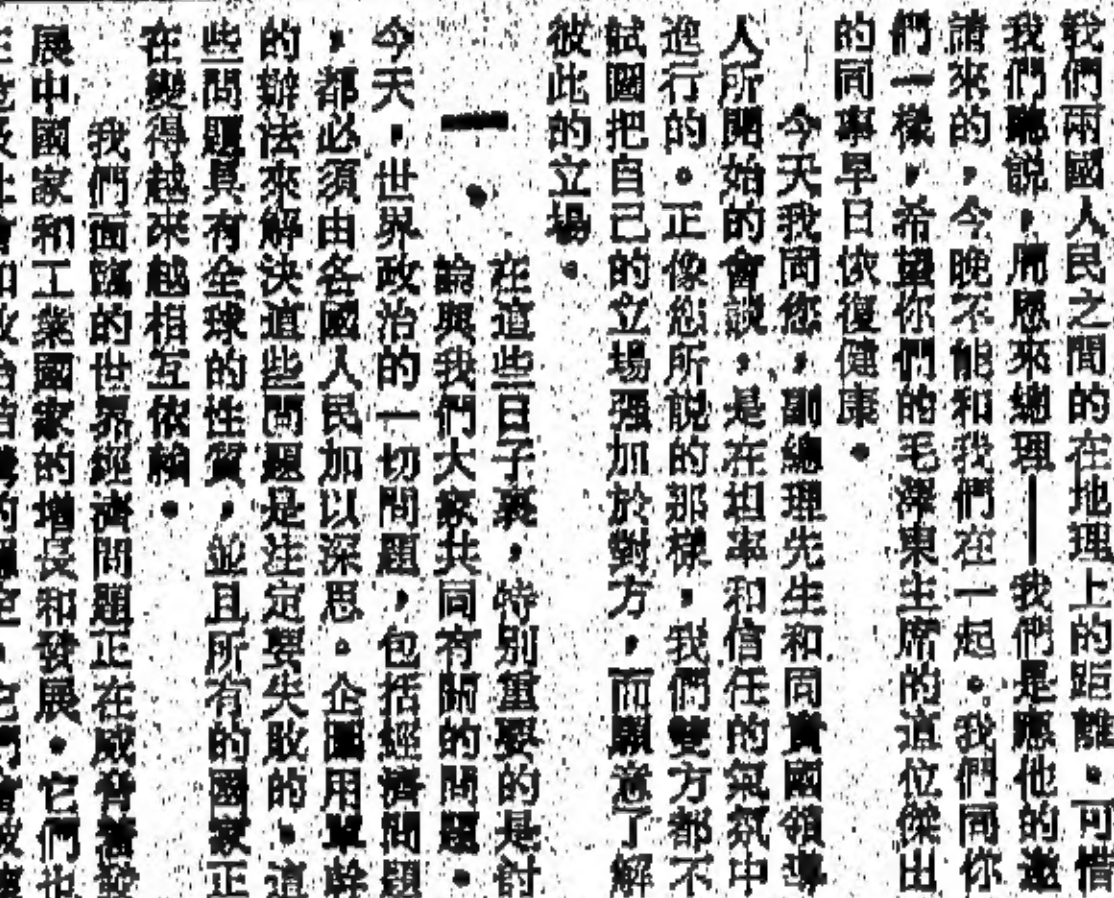 我們兩國人民之間的在地理上的距離。可惜
我們聽說，周恩來總理——我們是應他的邀
請來的，今晚不能和我們在一起。我們同你
們一樣，希望你們的毛澤東主席的這位傑出
的同事早日恢復健康。
今天我同您，副總理先生和同貴國領導
人所開始的會談，是在坦率和信任的氣氛中
進行的。正像您所說的那樣，我們雙方都不
試圖把自己的立場强加於對方，而願意了解
彼此的立場。
一．
在這些日子裏，特別重要的是討
論與我們大家共同有關的問題。
今天，世界政治的一切問題，包括經濟問題
，都必須由各國人民加以深思。企圖用單幹
的辦法來解決這些問題是注定要失敗的。這
些問題具有全球的性質，並且所有的國家正
在變得越來越相互依賴。
我們面臨的世界經濟問題正在威脅着發
展中國家和工業國家的增長和發展。它們也